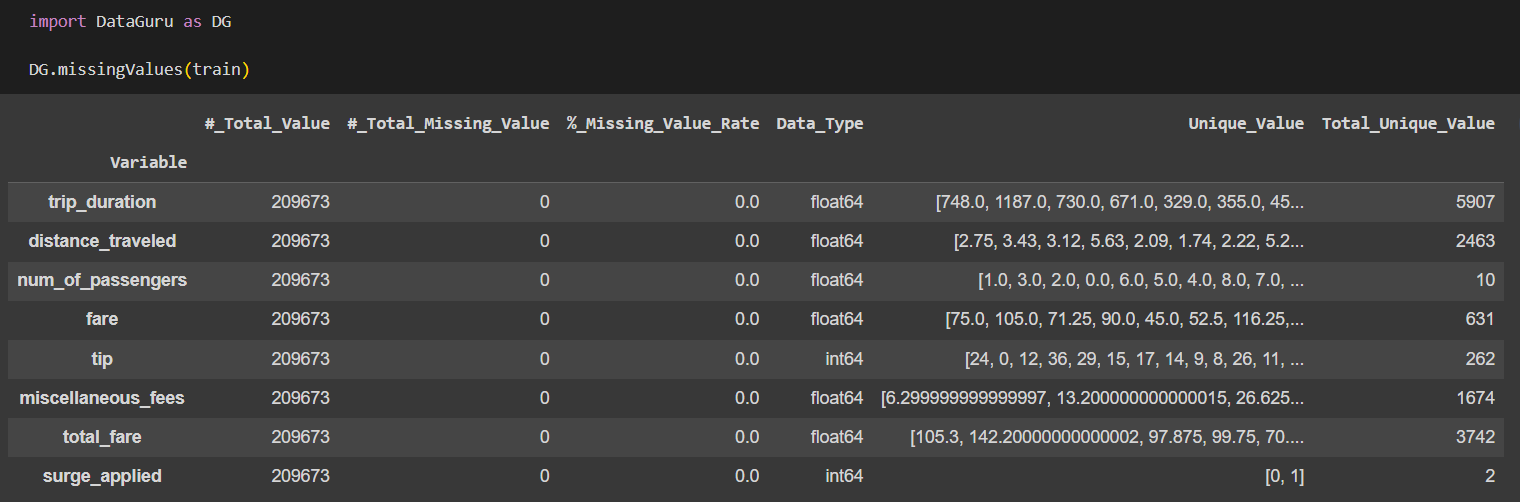 import DataGuru as DG
DG.missingValues(train)
#_Total_Value #_Total_Missing_Value %_Missing_Value_Rate Data_Type Unique_Value Total_Unique_Value
Variable
trip_duration 209673 0 0.0 float64 [748.0, 1187.0, 730.0, 671.0, 329.0, 355.0, 45... 5907
distance_traveled 209673 0 0.0 float64 [2.75, 3.43, 3.12, 5.63, 2.09, 1.74, 2.22, 5.2... 2463
num_of_passengers 209673 0 0.0 float64 [1.0, 3.0, 2.0, 0.0, 6.0, 5.0, 4.0, 8.0, 7.0, ... 10
fare 209673 0 0.0 float64 [75.0, 105.0, 71.25, 90.0, 45.0, 52.5, 116.25,... 631
tip 209673 0 0.0 int64 [24, 0, 12, 36, 29, 15, 17, 14, 9, 8, 26, 11, ... 262
miscellaneous_fees 209673 0 0.0 float64 [6.299999999999997, 13.200000000000015, 26.625... 1674
total_fare 209673 0 0.0 float64 [105.3, 142.20000000000002, 97.875, 99.75, 70.... 3742
surge_applied 209673 0 0.0 int64 [0, 1] 2